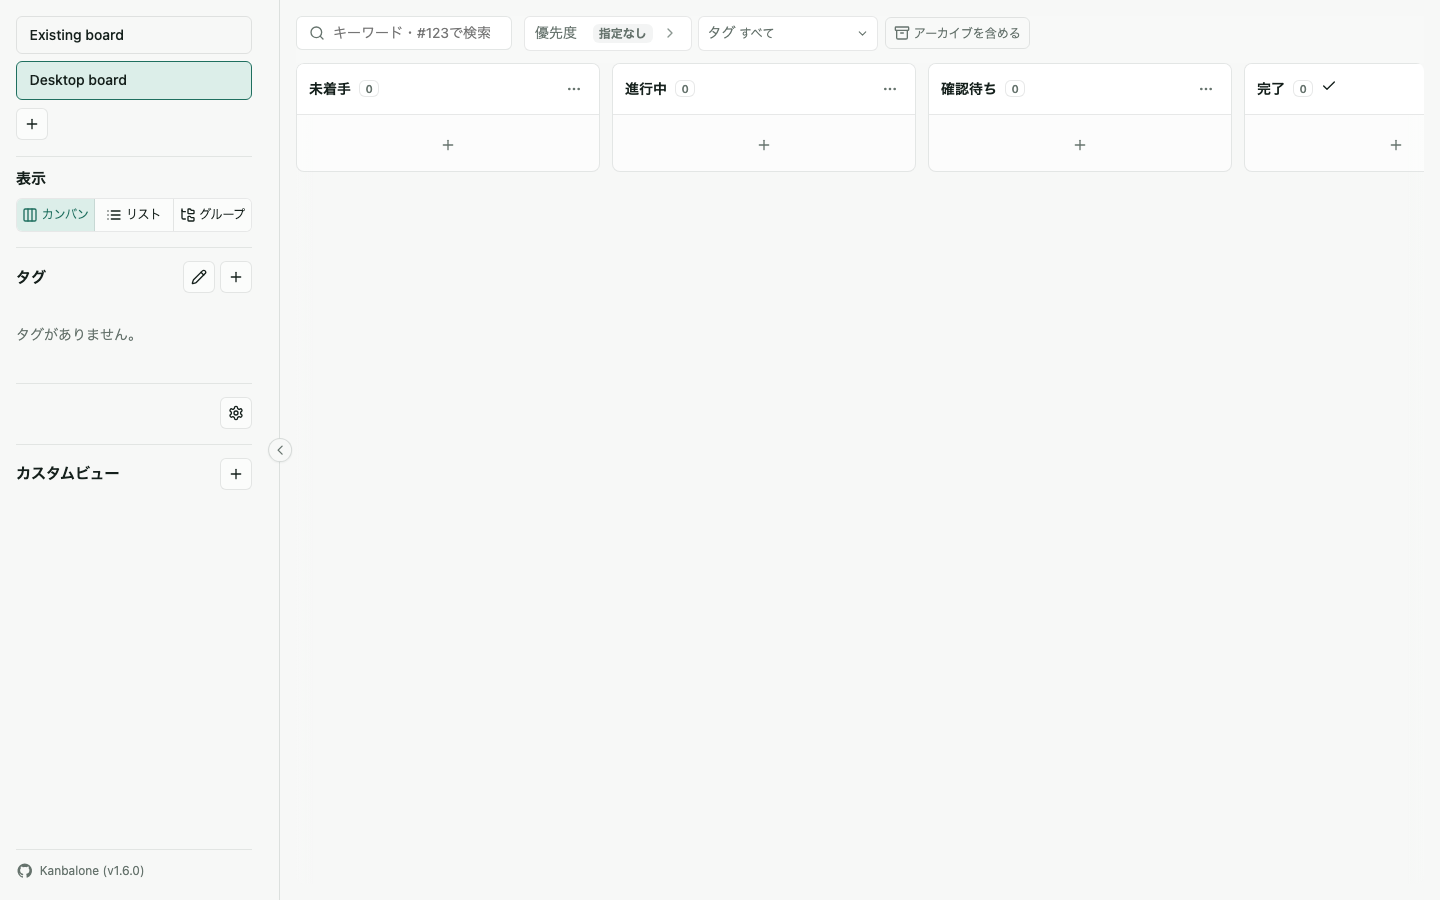 Existing board
Desktop board
表示
カンバン
リスト
グループ
タグ
タグがありません。
カスタムビュー
Kanbalone (v1.6.0)
キーワード・#123で検索
優先度 指定なし
タグ すべて
アーカイブを含める
未着手 0
進行中 0
確認待ち 0
完了 0